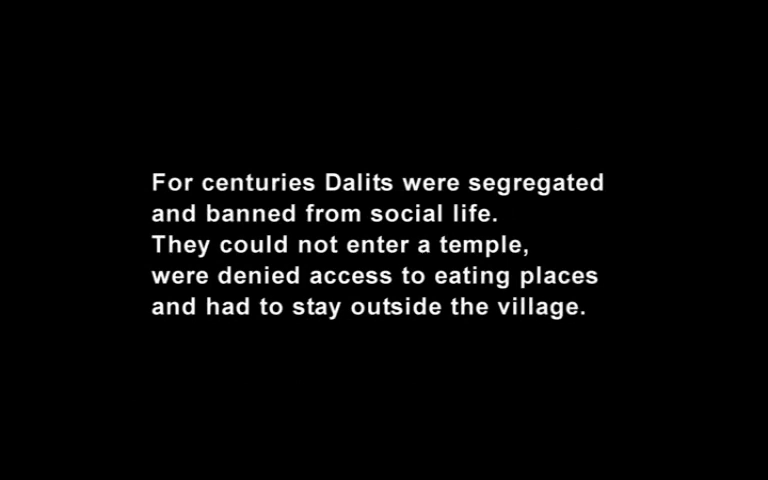 For centuries Dalits were segregated
and banned from social life.
They could not enter a temple,
were denied access to eating places
and had to stay outside the village.